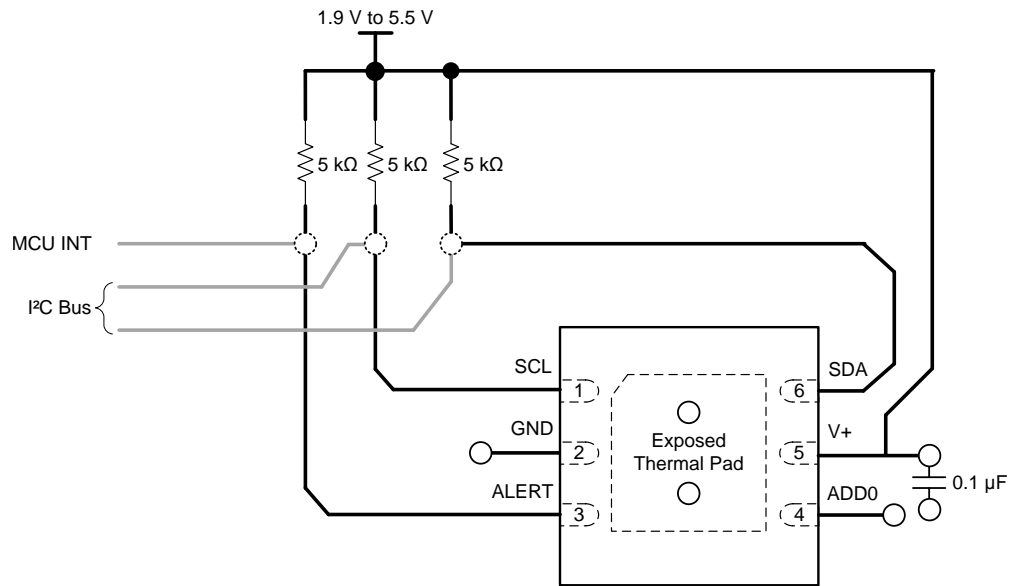 1.9 V to 5.5 V
5 kΩ
5 kΩ
5 kΩ
MCU INT
I²C Bus
SCL
SDA
1
6
GND
V+
2
Exposed
Thermal Pad
5
ALERT
ADD0
0.1 µF
3
4